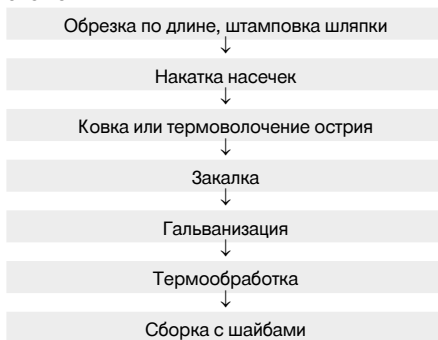 Обрезка по длине, штамповка шляпки
↓
Накатка насечек
↓
Ковка или термоволочение острия
↓
Закалка
↓
Гальванизация
↓
Термообработка
↓
Сборка с шайбами